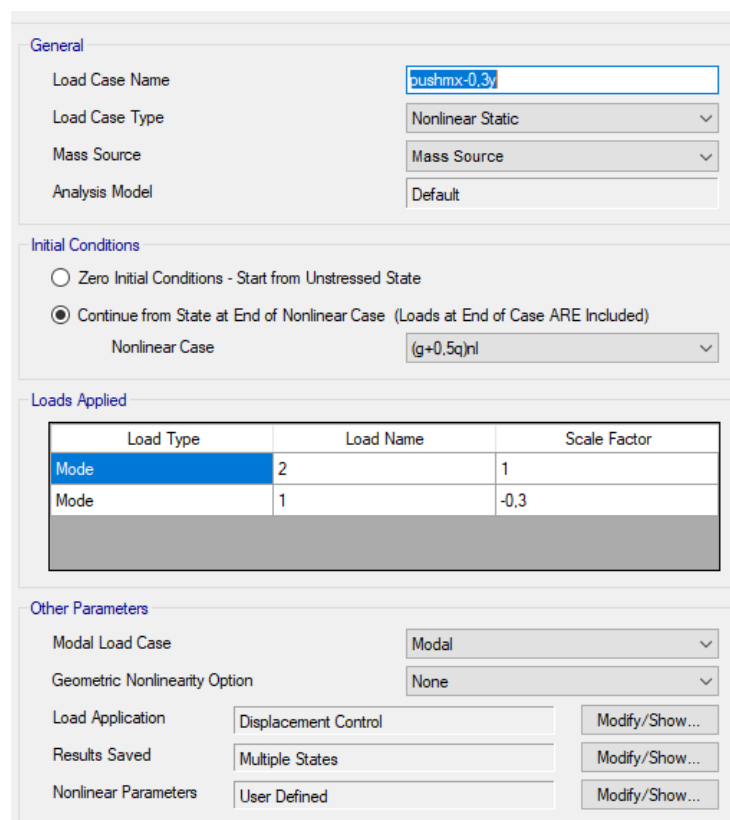 General
Load Case Name pushmx-0,3y
Load Case Type Nonlinear Static
Mass Source Mass Source
Analysis Model Default
Initial Conditions
Zero Initial Conditions - Start from Unstressed State
Continue from State at End of Nonlinear Case (Loads at End of Case ARE Included)
Nonlinear Case (g+0,5q)nl
Loads Applied
Load Type Load Name Scale Factor
Mode 2 1
Mode 1 -0,3
Other Parameters
Modal Load Case Modal
Geometric Nonlinearity Option None
Load Application Displacement Control Modify/Show...
Results Saved Multiple States Modify/Show...
Nonlinear Parameters User Defined Modify/Show...